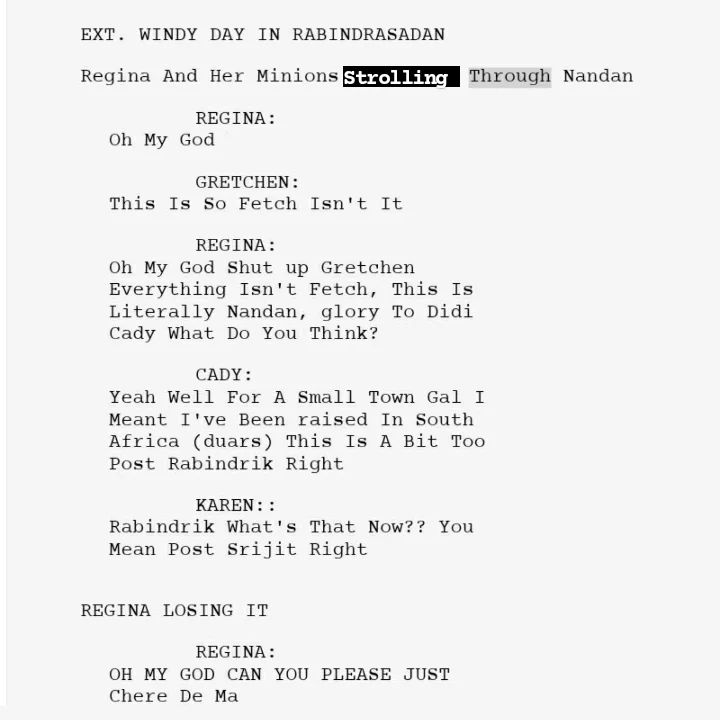 EXT. WINDY DAY IN RABINDRASADAN
Regina And Her Minions Strolling Through Nandan
REGINA:
Oh My God
GRETCHEN:
This Is So Fetch Isn't It
REGINA:
Oh My God Shut up Gretchen
Everything Isn't Fetch, This Is
Literally Nandan, glory To Didi
Cady What Do You Think?
CADY:
Yeah Well For A Small Town Gal I
Meant I've Been raised In South
Africa (duars) This Is A Bit Too
Post Rabindrik Right
KAREN::
Rabindrik What's That Now?? You
Mean Post Srijit Right
REGINA LOSING IT
REGINA:
OH MY GOD CAN YOU PLEASE JUST
Chere De Ma